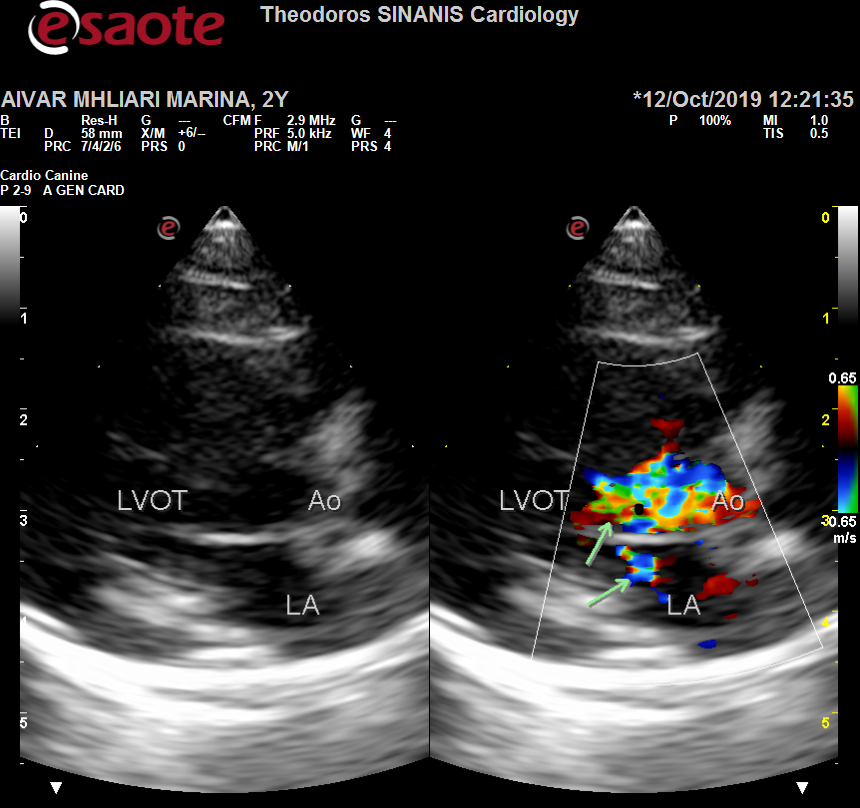 esaote
Theodoros SINANIS Cardiology
AIVAR MHLIARI MARINA, 2Y
*12/Oct/2019 12:21:35
B Res-H G --- CFM F 2.9 MHz G --- P 100% MI 1.0
TEI D 58 mm X/M +6/-- PRF 5.0 kHz WF 4 TIS 0.5
PRC 7/4/2/6 PRS 0 PRC M/1 PRS 4
Cardio Canine
P 2-9 A GEN CARD
e
e
0
0
1
1
0.65
2
2
LVOT
Ao
LVOT
Ao
3
3
-0.65
m/s
LA
LA
4
4
5
5